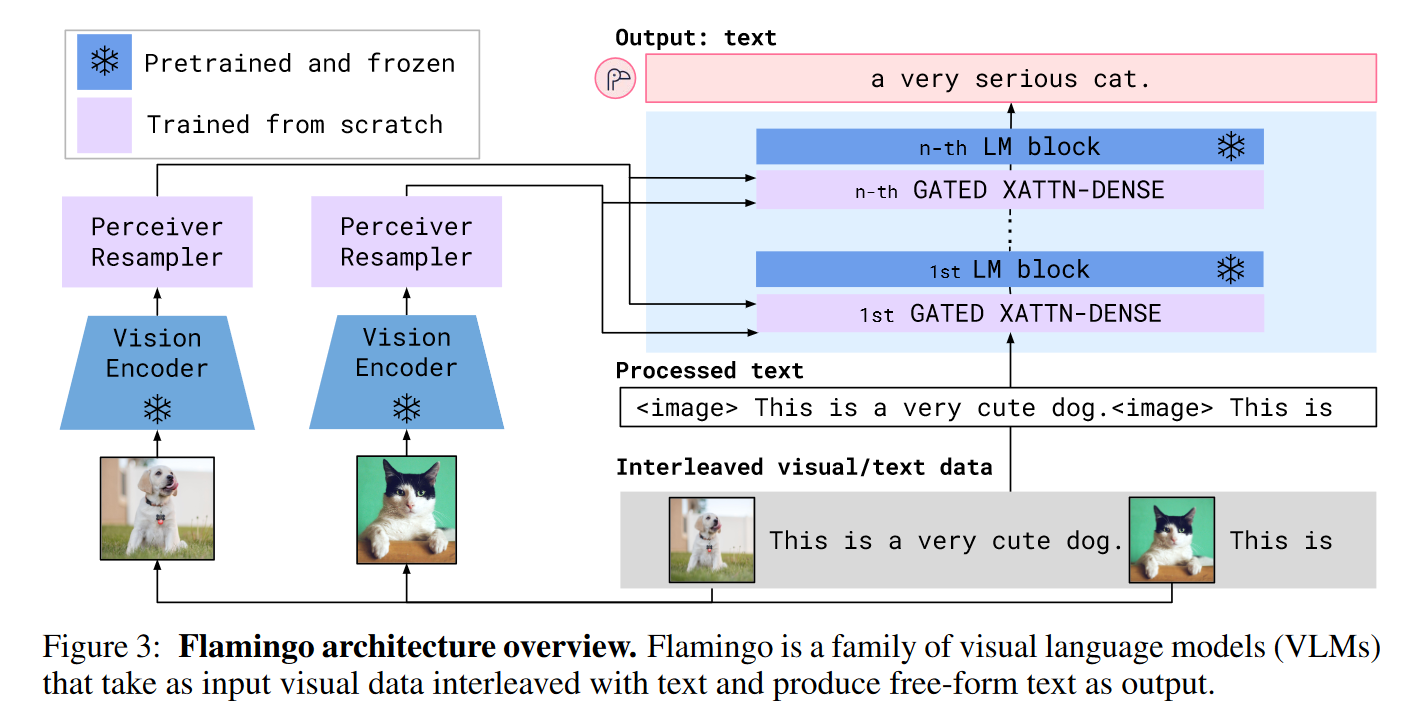 Pretrained and frozen
Trained from scratch
Perceiver
Resampler
Perceiver
Resampler
Vision
Encoder
Vision
Encoder
Output: text
a very serious cat.
n-th LM block
n-th GATED XATTN-DENSE
1st LM block
1st GATED XATTN-DENSE
Processed text
<image> This is a very cute dog.<image> This is
Interleaved visual/text data
This is a very cute dog. This is
Figure 3: Flamingo architecture overview. Flamingo is a family of visual language models (VLMs)
that take as input visual data interleaved with text and produce free-form text as output.